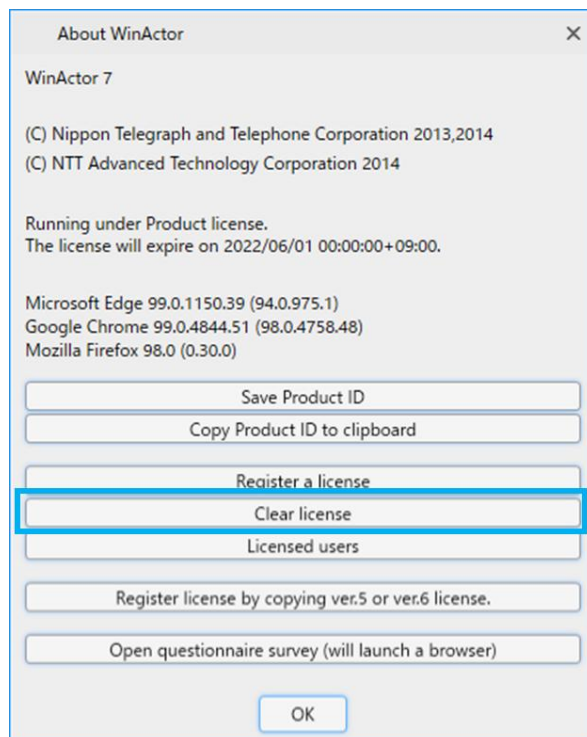 About WinActor
WinActor 7
(C) Nippon Telegraph and Telephone Corporation 2013,2014
(C) NTT Advanced Technology Corporation 2014
Running under Product license.
The license will expire on 2022/06/01 00:00:00+09:00.
Microsoft Edge 99.0.1150.39 (94.0.975.1)
Google Chrome 99.0.4844.51 (98.0.4758.48)
Mozilla Firefox 98.0 (0.30.0)
Save Product ID
Copy Product ID to clipboard
Register a license
Clear license
Licensed users
Register license by copying ver.5 or ver.6 license.
Open questionnaire survey (will launch a browser)
OK